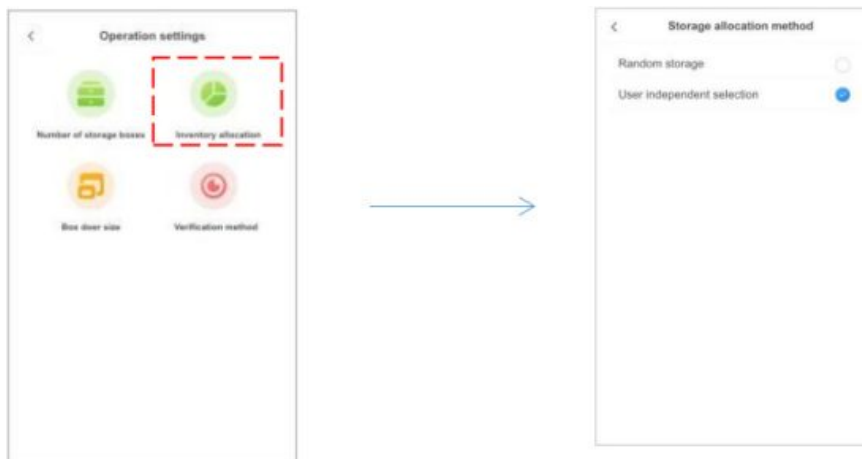 Operation settings
Number of storage boxes
Inventory allocation
Box door size
Verification method
Storage allocation method
Random storage
User independent selection